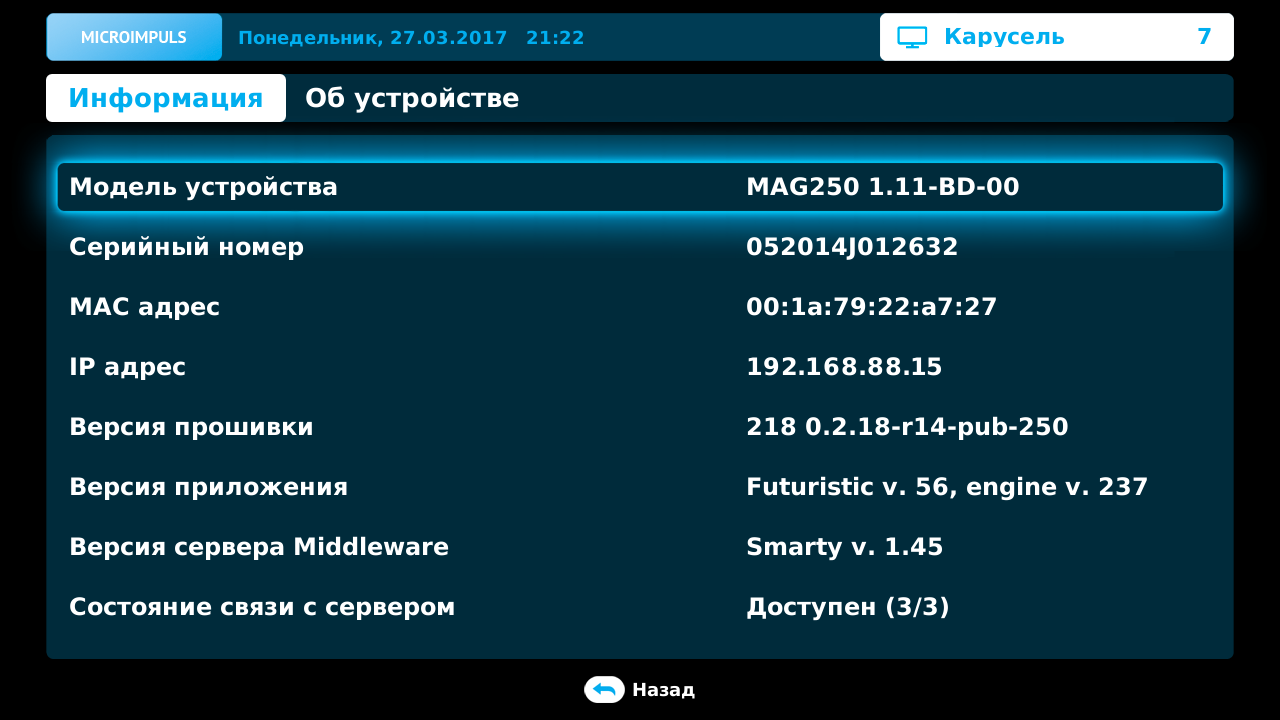 MICROIMPULS Понедельник, 27.03.2017 21:22 Карусель 7
Информация Об устройстве
Модель устройства MAG250 1.11-BD-00
Серийный номер 052014J012632
MAC адрес 00:1a:79:22:a7:27
IP адрес 192.168.88.15
Версия прошивки 218 0.2.18-r14-pub-250
Версия приложения Futuristic v. 56, engine v. 237
Версия сервера Middleware Smarty v. 1.45
Состояние связи с сервером Доступен (3/3)
Назад